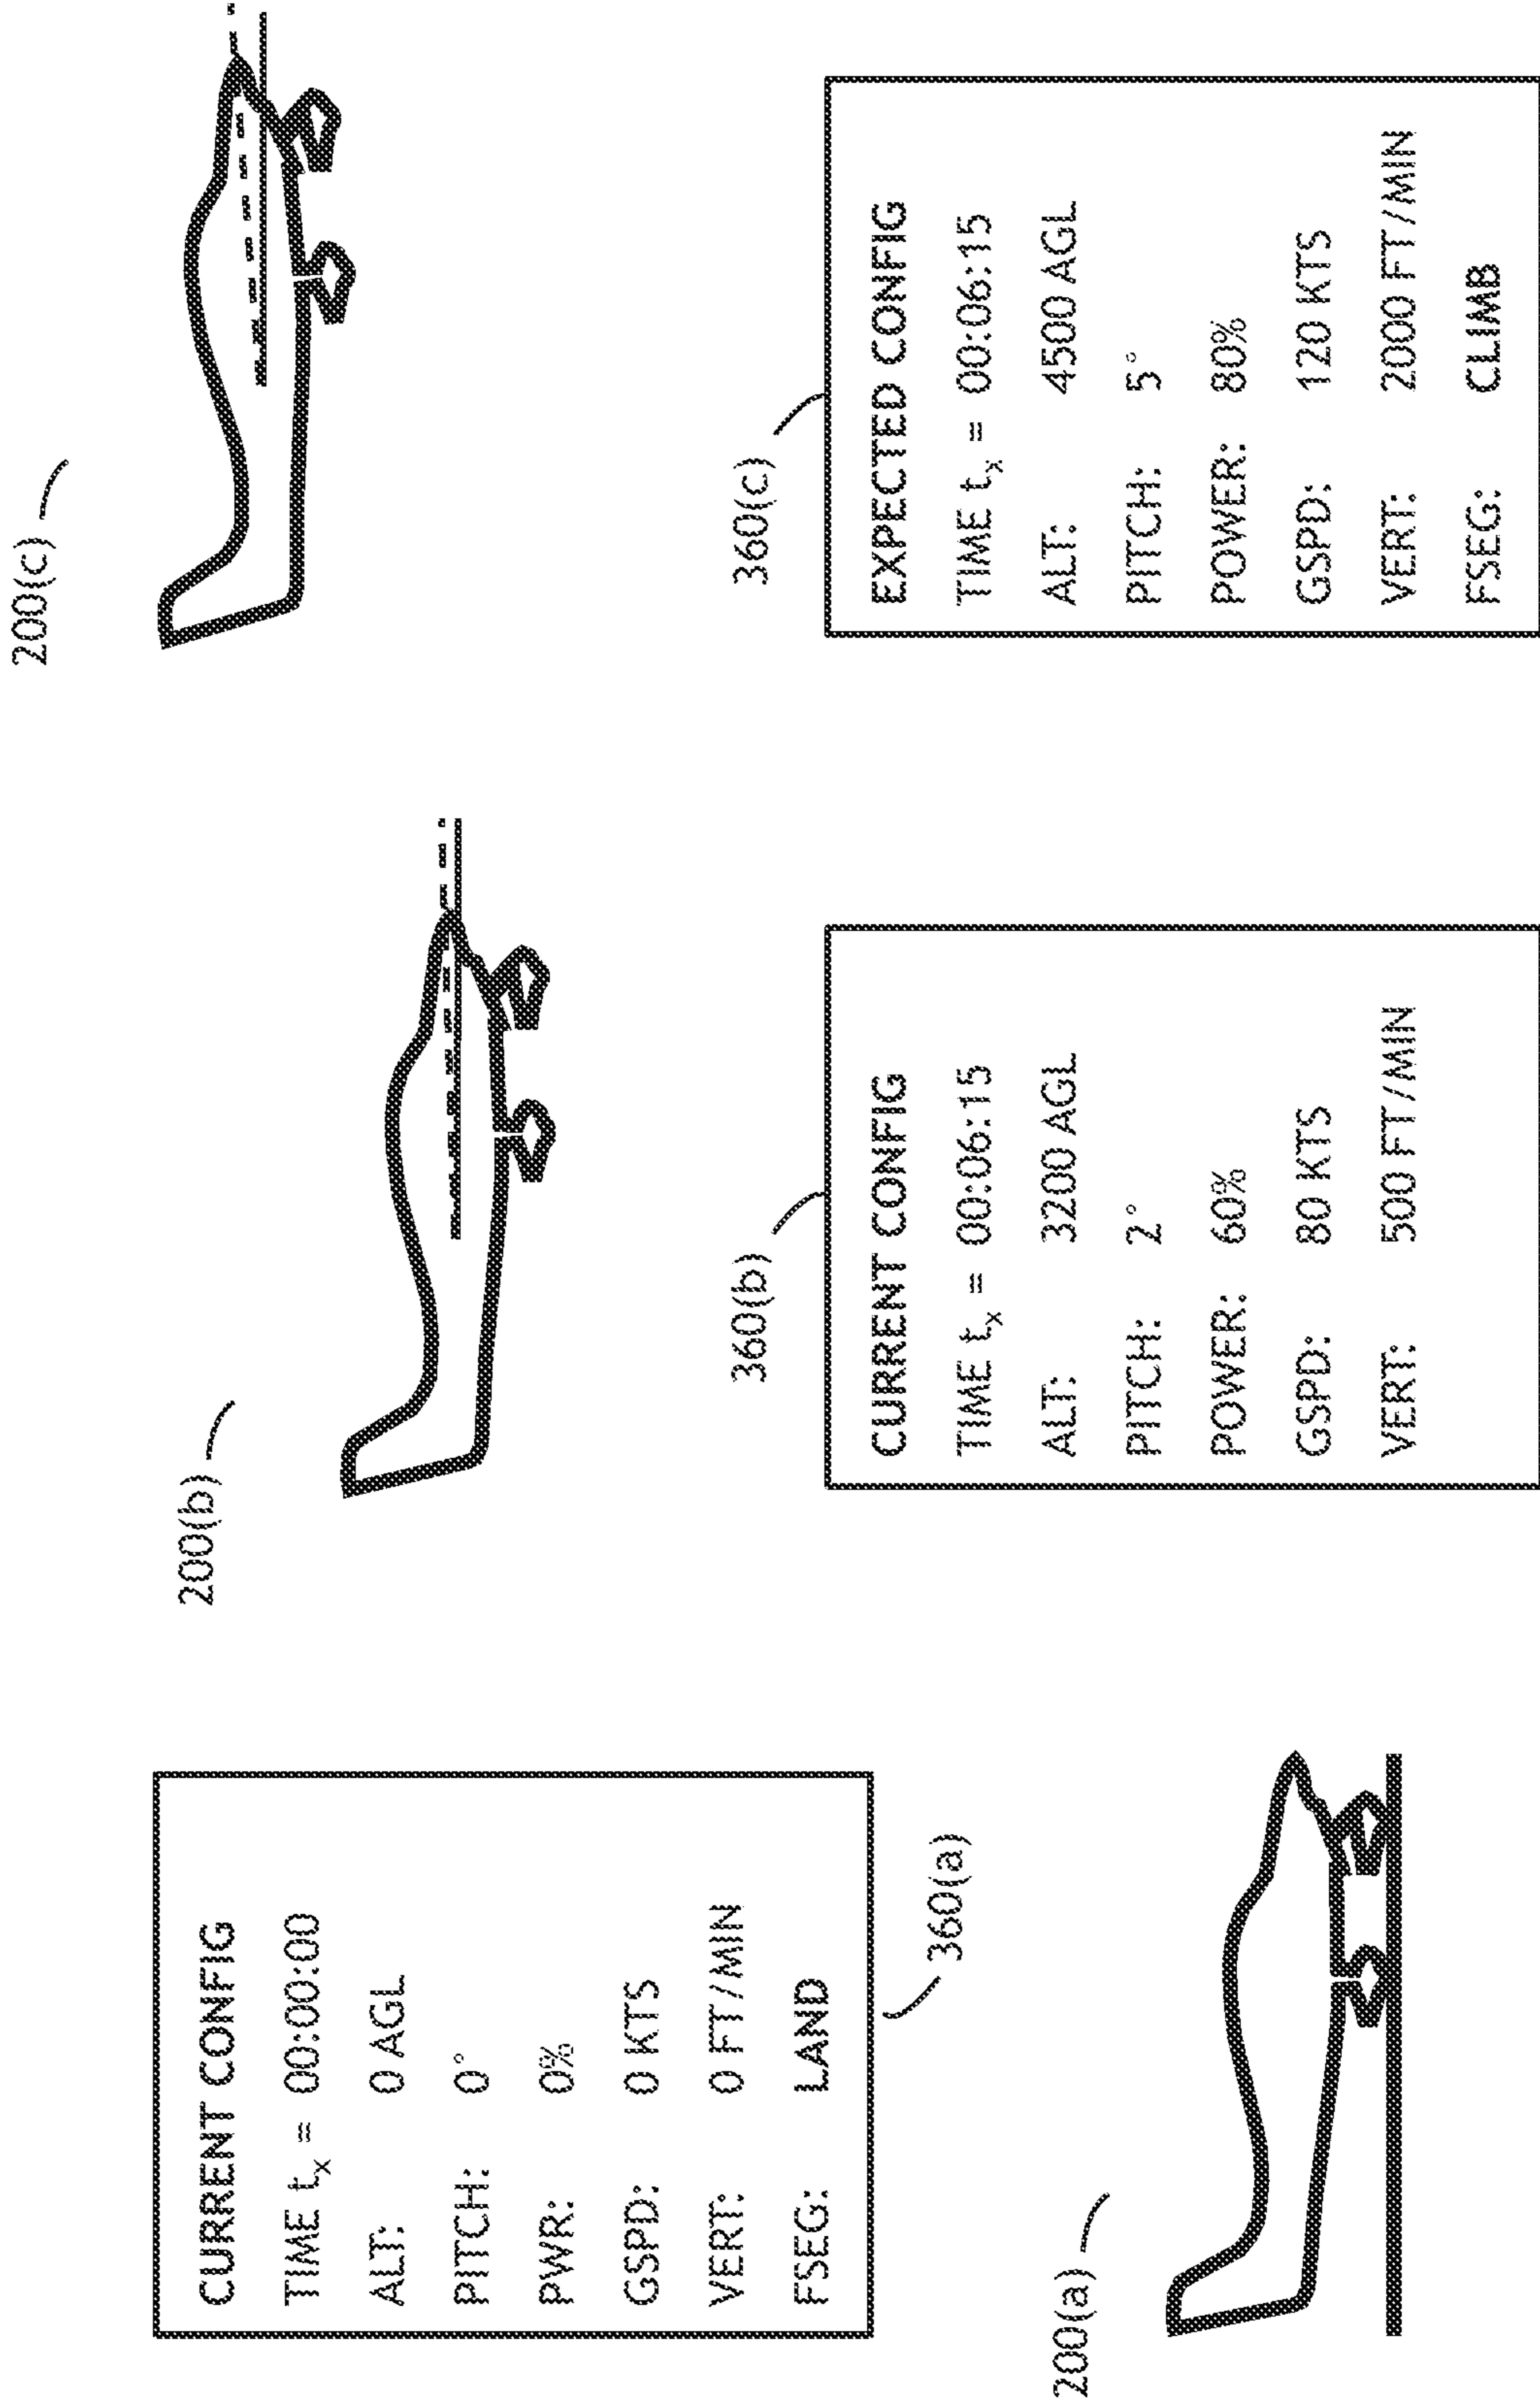 200(c)
200(b)
CURRENT CONFIG
TIME tx = 00:00:00
ALT: 0 AGL
PITCH: 0°
PWR: 0%
GSPD: 0 KTS
VERT: 0 FT/MIN
FSEG: LAND
360(a)
200(a)
360(b)
CURRENT CONFIG
TIME tx = 00:06:15
ALT: 3200 AGL
PITCH: 2°
POWER: 60%
GSPD: 80 KTS
VERT: 500 FT/MIN
360(c)
EXPECTED CONFIG
TIME tx = 00:06:15
ALT: 4500 AGL
PITCH: 5°
POWER: 80%
GSPD: 120 KTS
VERT: 2000 FT/MIN
FSEG: CLIMB